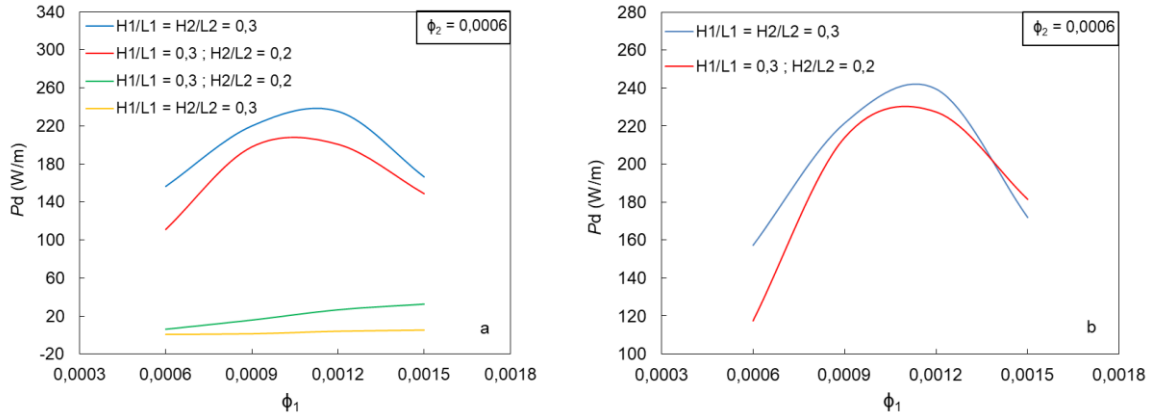 340
300
260
220
180
140
100
60
20
-20
Pd (W/m)
H1/L1 = H2/L2 = 0,3
H1/L1 = 0,3 ; H2/L2 = 0,2
H1/L1 = 0,3 ; H2/L2 = 0,2
H1/L1 = H2/L2 = 0,3
ϕ₂ = 0,0006
a
0,0003 0,0006 0,0009 0,0012 0,0015 0,0018
ϕ₁
280
260
240
220
200
180
160
140
120
100
Pd (W/m)
H1/L1 = H2/L2 = 0,3
H1/L1 = 0,3 ; H2/L2 = 0,2
ϕ₂ = 0,0006
b
0,0003 0,0006 0,0009 0,0012 0,0015 0,0018
ϕ₁